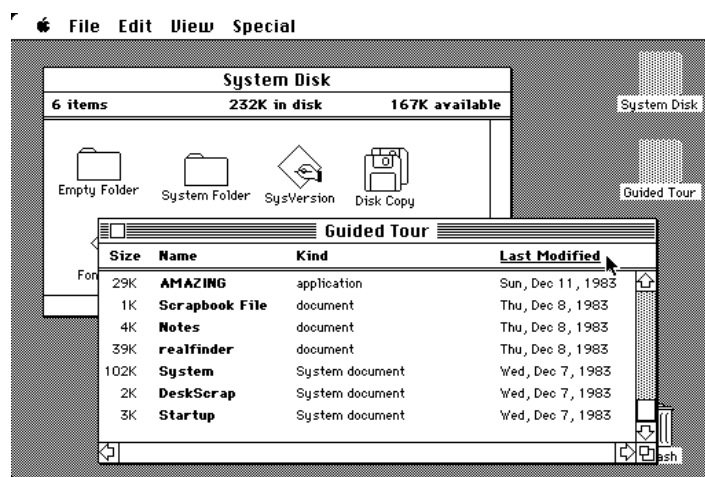 File Edit View Special
System Disk
6 items 232K in disk 167K available
Empty Folder System Folder SysVersion Disk Copy
Fon
System Disk
Guided Tour
Guided Tour
Size Name Kind Last Modified
29K AMAZING application Sun, Dec 11, 1983
1K Scrapbook File document Thu, Dec 8, 1983
4K Notes document Thu, Dec 8, 1983
39K realfinder document Thu, Dec 8, 1983
102K System System document Wed, Dec 7, 1983
2K DeskScrap System document Wed, Dec 7, 1983
3K Startup System document Wed, Dec 7, 1983
ash